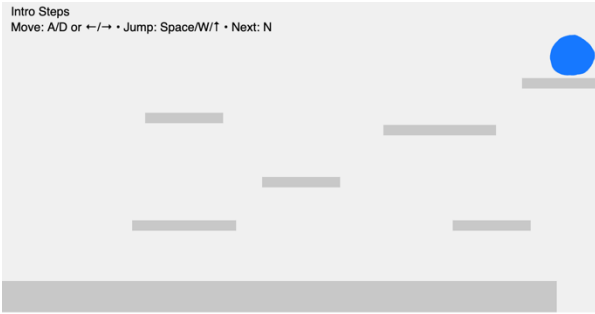 Intro Steps
Move: A/D or ←/→ • Jump: Space/W/↑ • Next: N